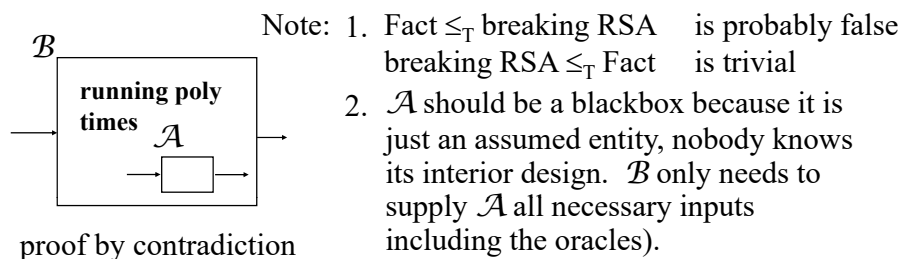 Note: 1. Fact ≤T breaking RSA is probably false
breaking RSA ≤T Fact is trivial
2. 𝒜 should be a blackbox because it is
just an assumed entity, nobody knows
its interior design. ℬ only needs to
supply 𝒜 all necessary inputs
including the oracles).
ℬ
running poly
times
𝒜
proof by contradiction